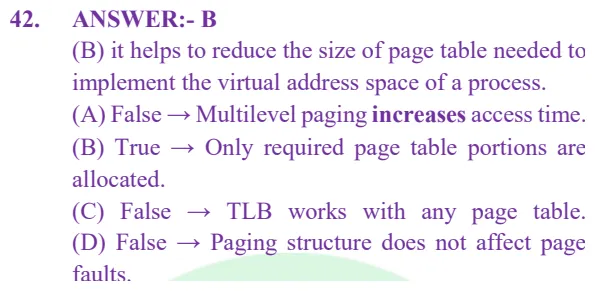 42. ANSWER:- B
(B) it helps to reduce the size of page table needed to
implement the virtual address space of a process.
(A) False → Multilevel paging increases access time.
(B) True → Only required page table portions are
allocated.
(C) False → TLB works with any page table.
(D) False → Paging structure does not affect page
faults.